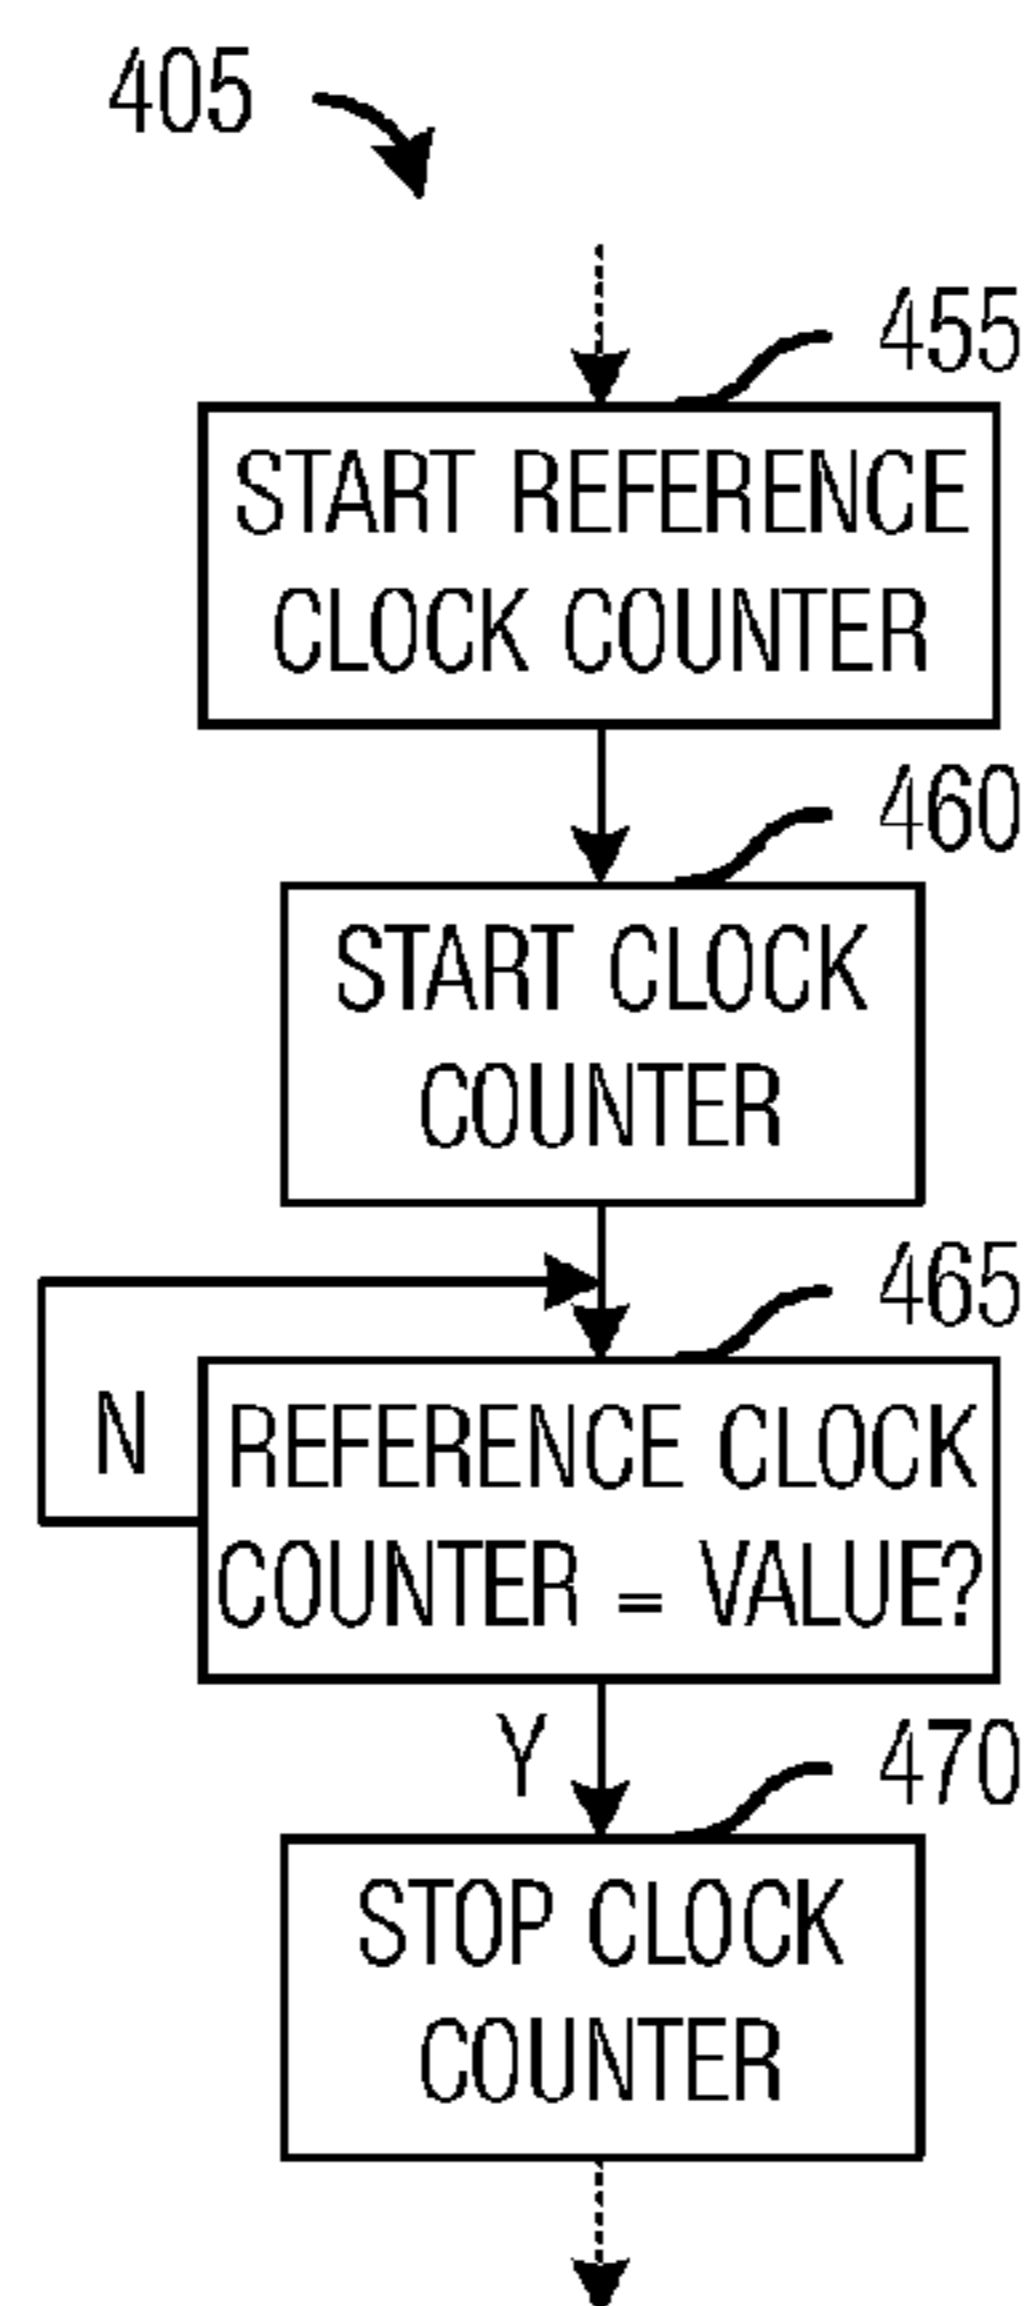 405
455
START REFERENCE
CLOCK COUNTER
460
START CLOCK
COUNTER
465
N
REFERENCE CLOCK
COUNTER = VALUE?
Y
470
STOP CLOCK
COUNTER